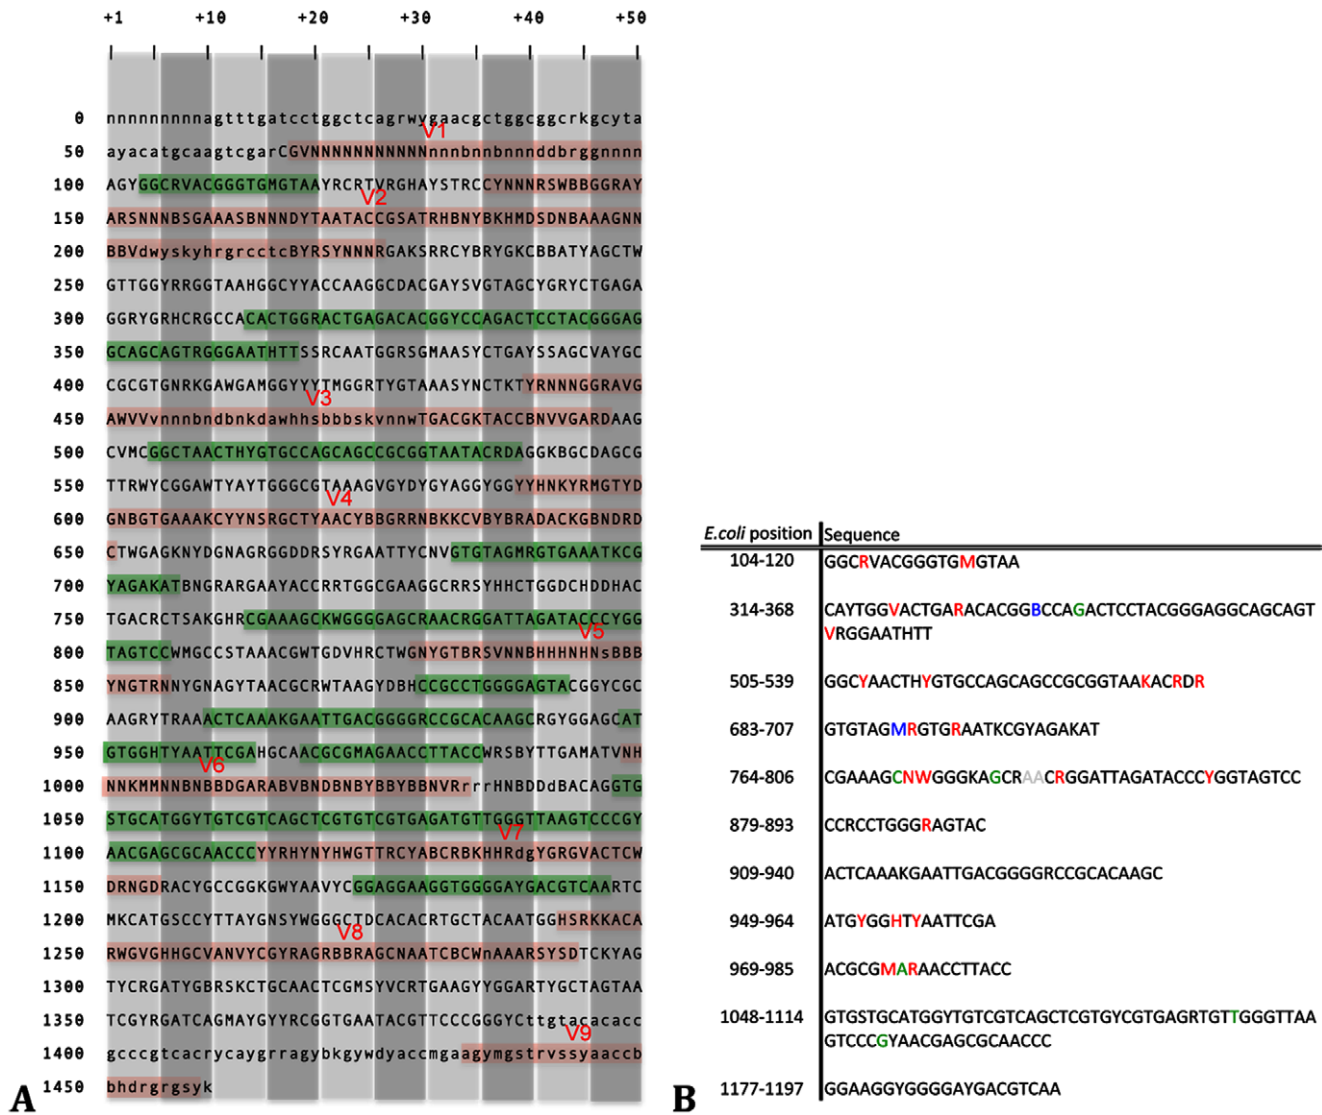 +1 +10 +20 +30 +40 +50
0 nnnnnnnnnagtttgatcctggctcagrwygaacgctggcggcrkgcyta
V1
50 ayacatgcaagtcgarCGVNNNNNNNNNNNnnnbnnbnnnddbrggnnnn
100 AGYGGCRVACGGGTGMGTAAYRCRTVRGHAYSTRCCYNNNRSWBBGGRAY
V2
150 ARSNNNBSGAAASBNNNDYTAATACCGSATRHBNYBKHMDSDNBAAAGNN
200 BBVdwyskyhrgrcctcBYRSYNNNRGAKSRRCYBRYGKCBBATYAGCTW
250 GTTGGYRRGGTAAHGGCYYACCAAGGCDACGAYSVGTAGCYGRYCTGAGA
300 GGRYGRHCRGCCACACTGGRACTGAGACACGGYCCAGACTCCTACGGGAG
350 GCAGCAGTRGGGAATHTTSSRCAATGGRSGMAASYCTGAYSSAGCVAYGC
400 CGCGTGNRKGAWGAMGGYYYTMGGRTYGTAAASYNCTKTYRNNNGGRAVG
V3
450 AWVVvnnnbndbnkdawhhsbbbskvnnwTGACGKTACCBNVVGARDAAG
500 CVMCGGCTAACTHYGTGCCAGCAGCCGCGGTAATACRDAGGKBGCDAGCG
550 TTRWYCGGAWTYAYTGGGCGTAAAGVGYDYGYAGGYGGYYHNKYRMGTYD
V4
600 GNBGTGAAAKCYYNSRGCTYAACYBBGRRNBKKCVBYBRADACKGBNDRD
650 CTWGAGKNYDGNAGRGGDDRSYRGAATTYCNVGTGTAGMRGTGAAATKCG
700 YAGAKATBNGRARGAAYACCRRTGGCGAAGGCRRSYHHCTGGDCHDDHAC
750 TGACRCTSAKGHRCGAAAGCKWGGGGAGCRAACRGGATTAGATACCCYGG
V5
800 TAGTCCWMGCCSTAAACGWTGDVHRCTWGNYGTBRSVNNBHHHNHNsBBB
850 YNGTRNNYGNAGYTAACGCRWTAAGYDBHCCGCCTGGGGAGTACGGYCGC
900 AAGRYTRAAACTCAAAKGAATTGACGGGGRCCGCACAAGCRGYGGAGCAT
950 GTGGHTYAATTCGAHGCAACGCGMAGAACCTTACCWRSBYTTGAMATVNH
V6
1000 NNKMMNNBNBBDGARABVBNDBNBYBBYBBNVRrrrHNBDDdBACAGGTG
1050 STGCATGGYTGTCGTCAGCTCGTGTCGTGAGATGTTGGGTTAAGTCCCGY
V7
1100 AACGAGCGCAACCCYYRHYNYHWGTTRCYABCRBKHHRdgYGRGVACTCW
1150 DRNGDRACYGCCGGKGWYAAVYCGGAGGAAGGTGGGGAYGACGTCAARTC
1200 MKCATGSCCYTTAYGNSYWGGGCTDCACACRTGCTACAATGGHSRKKACA
V8
1250 RWGVGHHGCVANVYCGYRAGRBBRAGCNAATCBCWnAAARSYSDTCKYAG
1300 TYCRGATYGBRSKCTGCAACTCGMSYVCRTGAAGYYGGARTYGCTAGTAA
1350 TCGYRGATCAGMAYGYYRCGGTGAATACGTTCCCGGGYCttgtacacacc
V9
1400 gcccgtcacrycaygrragybkgywdyaccmgaagymgstrvssyaaccb
1450 bhdrgrgsyk
A
E.coli position Sequence
104-120 GGCRVACGGGTGMGTAA
314-368 CAYTGGVACTGARACACGGBCCAGACTCCTACGGGAGGCAGCAGT
VRGGAATHTT
505-539 GGCYAACTHYGTGCCAGCAGCCGCGGTAAKACRDR
683-707 GTGTAGMRGTGRAATKCGYAGAKAT
764-806 CGAAAGCNWGGGKAGCRAACRGGATTAGATACCCYGGTAGTCC
879-893 CCRCCTGGGRAGTAC
909-940 ACTCAAAKGAATTGACGGGGRCCGCACAAGC
949-964 ATGYGGHTYAATTCGA
969-985 ACGCGMARAACCTTACC
1048-1114 GTGSTGCATGGYTGTCGTCAGCTCGTGYCGTGAGRTGTTGGGTTAA
GTCCCGYAACGAGCGCAACCC
1177-1197 GGAAGGYGGGGAYGACGTCAA
B